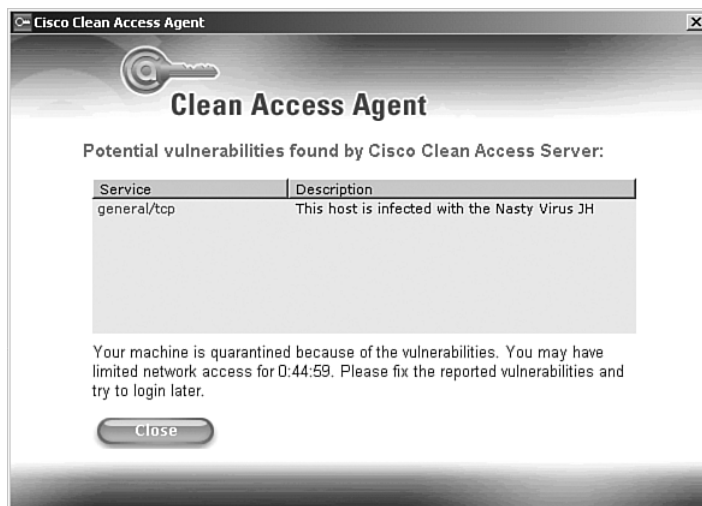 Cisco Clean Access Agent
Clean Access Agent
Potential vulnerabilities found by Cisco Clean Access Server:
Service Description
general/tcp This host is infected with the Nasty Virus JH
Your machine is quarantined because of the vulnerabilities. You may have
limited network access for 0:44:59. Please fix the reported vulnerabilities and
try to login later.
Close